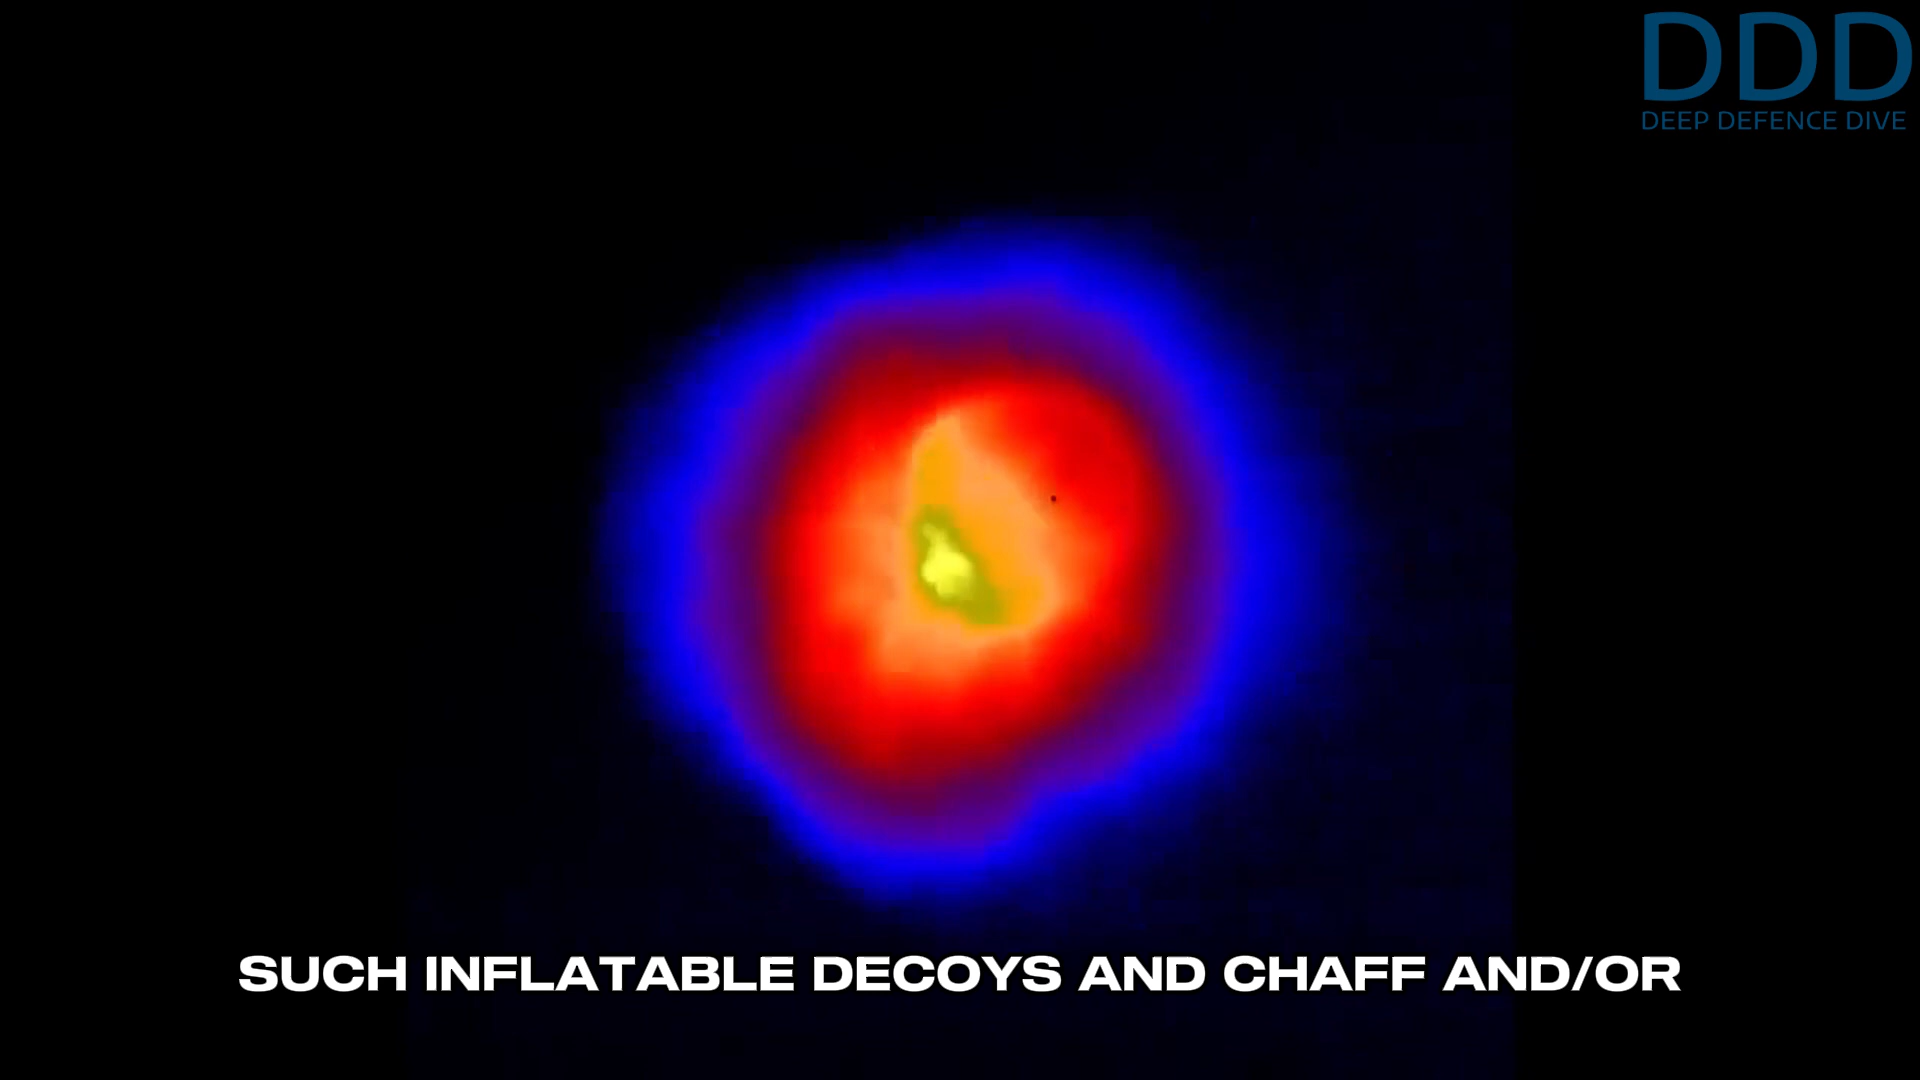 DDD
DEEP DEFENCE DIVE
SUCH INFLATABLE DECOYS AND CHAFF AND/OR